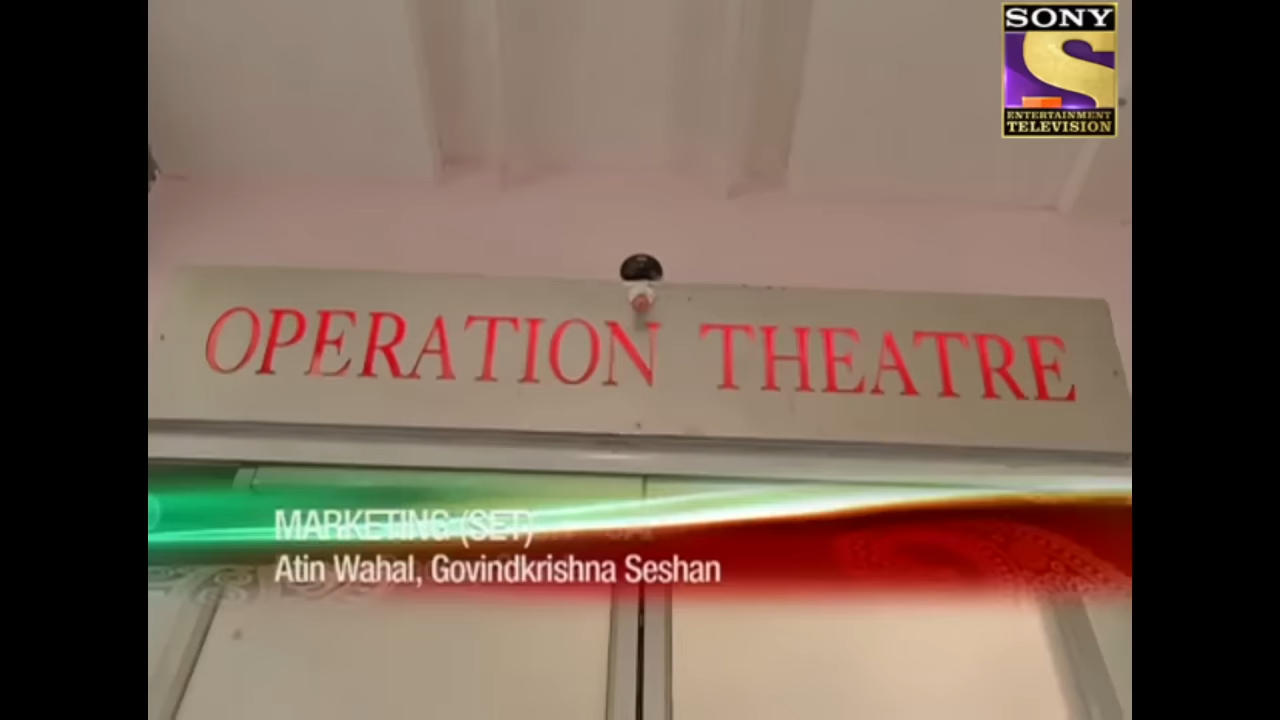 SONY
ENTERTAINMENT
TELEVISION
OPERATION THEATRE
MARKETING (SET)
Atin Wahal, Govindkrishna Seshan